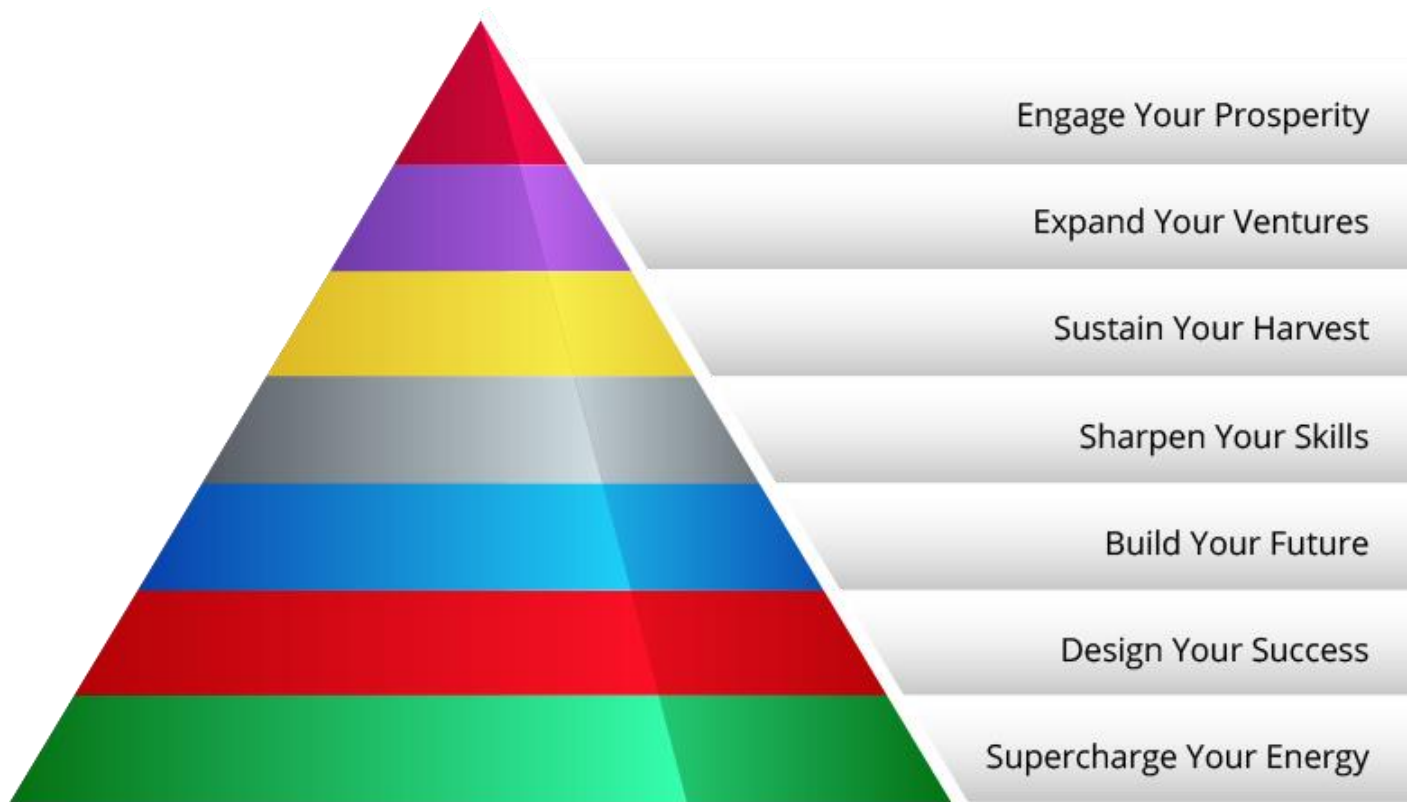 Engage Your Prosperity
Expand Your Ventures
Sustain Your Harvest
Sharpen Your Skills
Build Your Future
Design Your Success
Supercharge Your Energy